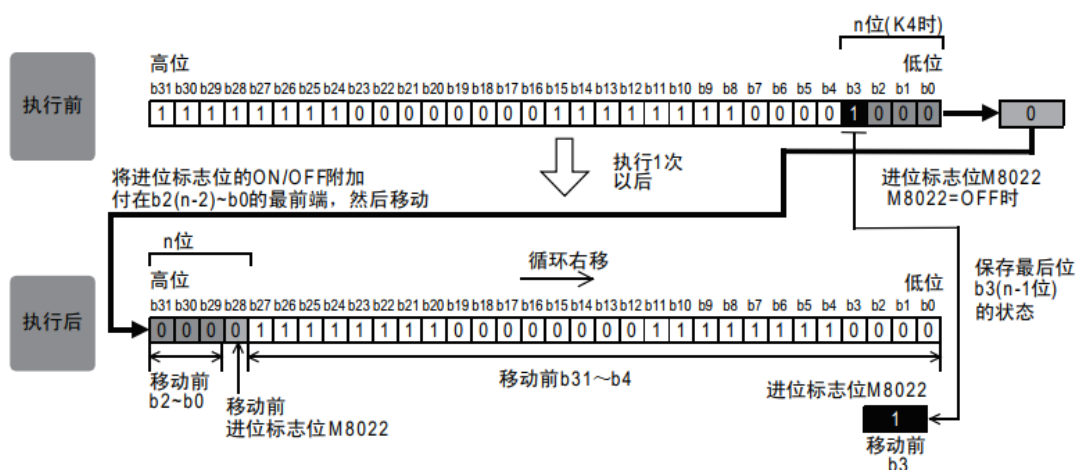 n位(K4时)
高位 低位
b31 b30 b29 b28 b27 b26 b25 b24 b23 b22 b21 b20 b19 b18 b17 b16 b15 b14 b13 b12 b11 b10 b9 b8 b7 b6 b5 b4 b3 b2 b1 b0
执行前
1 1 1 1 1 1 1 1 0 0 0 0 0 0 0 0 1 1 1 1 1 1 1 1 0 0 0 0 1 0 0 0
0
执行1次
以后
将进位标志位的ON/OFF附加
付在b2(n-2)~b0的最前端，然后移动
进位标志位M8022
M8022=OFF时
n位
循环右移
高位 低位
b31 b30 b29 b28 b27 b26 b25 b24 b23 b22 b21 b20 b19 b18 b17 b16 b15 b14 b13 b12 b11 b10 b9 b8 b7 b6 b5 b4 b3 b2 b1 b0
执行后
0 0 0 0 1 1 1 1 1 1 1 1 0 0 0 0 0 0 0 0 1 1 1 1 1 1 1 1 0 0 0 0
保存最后位
b3(n-1位)
的状态
移动前
b2~b0
移动前
进位标志位M8022
移动前b31～b4
进位标志位M8022
1
移动前
b3